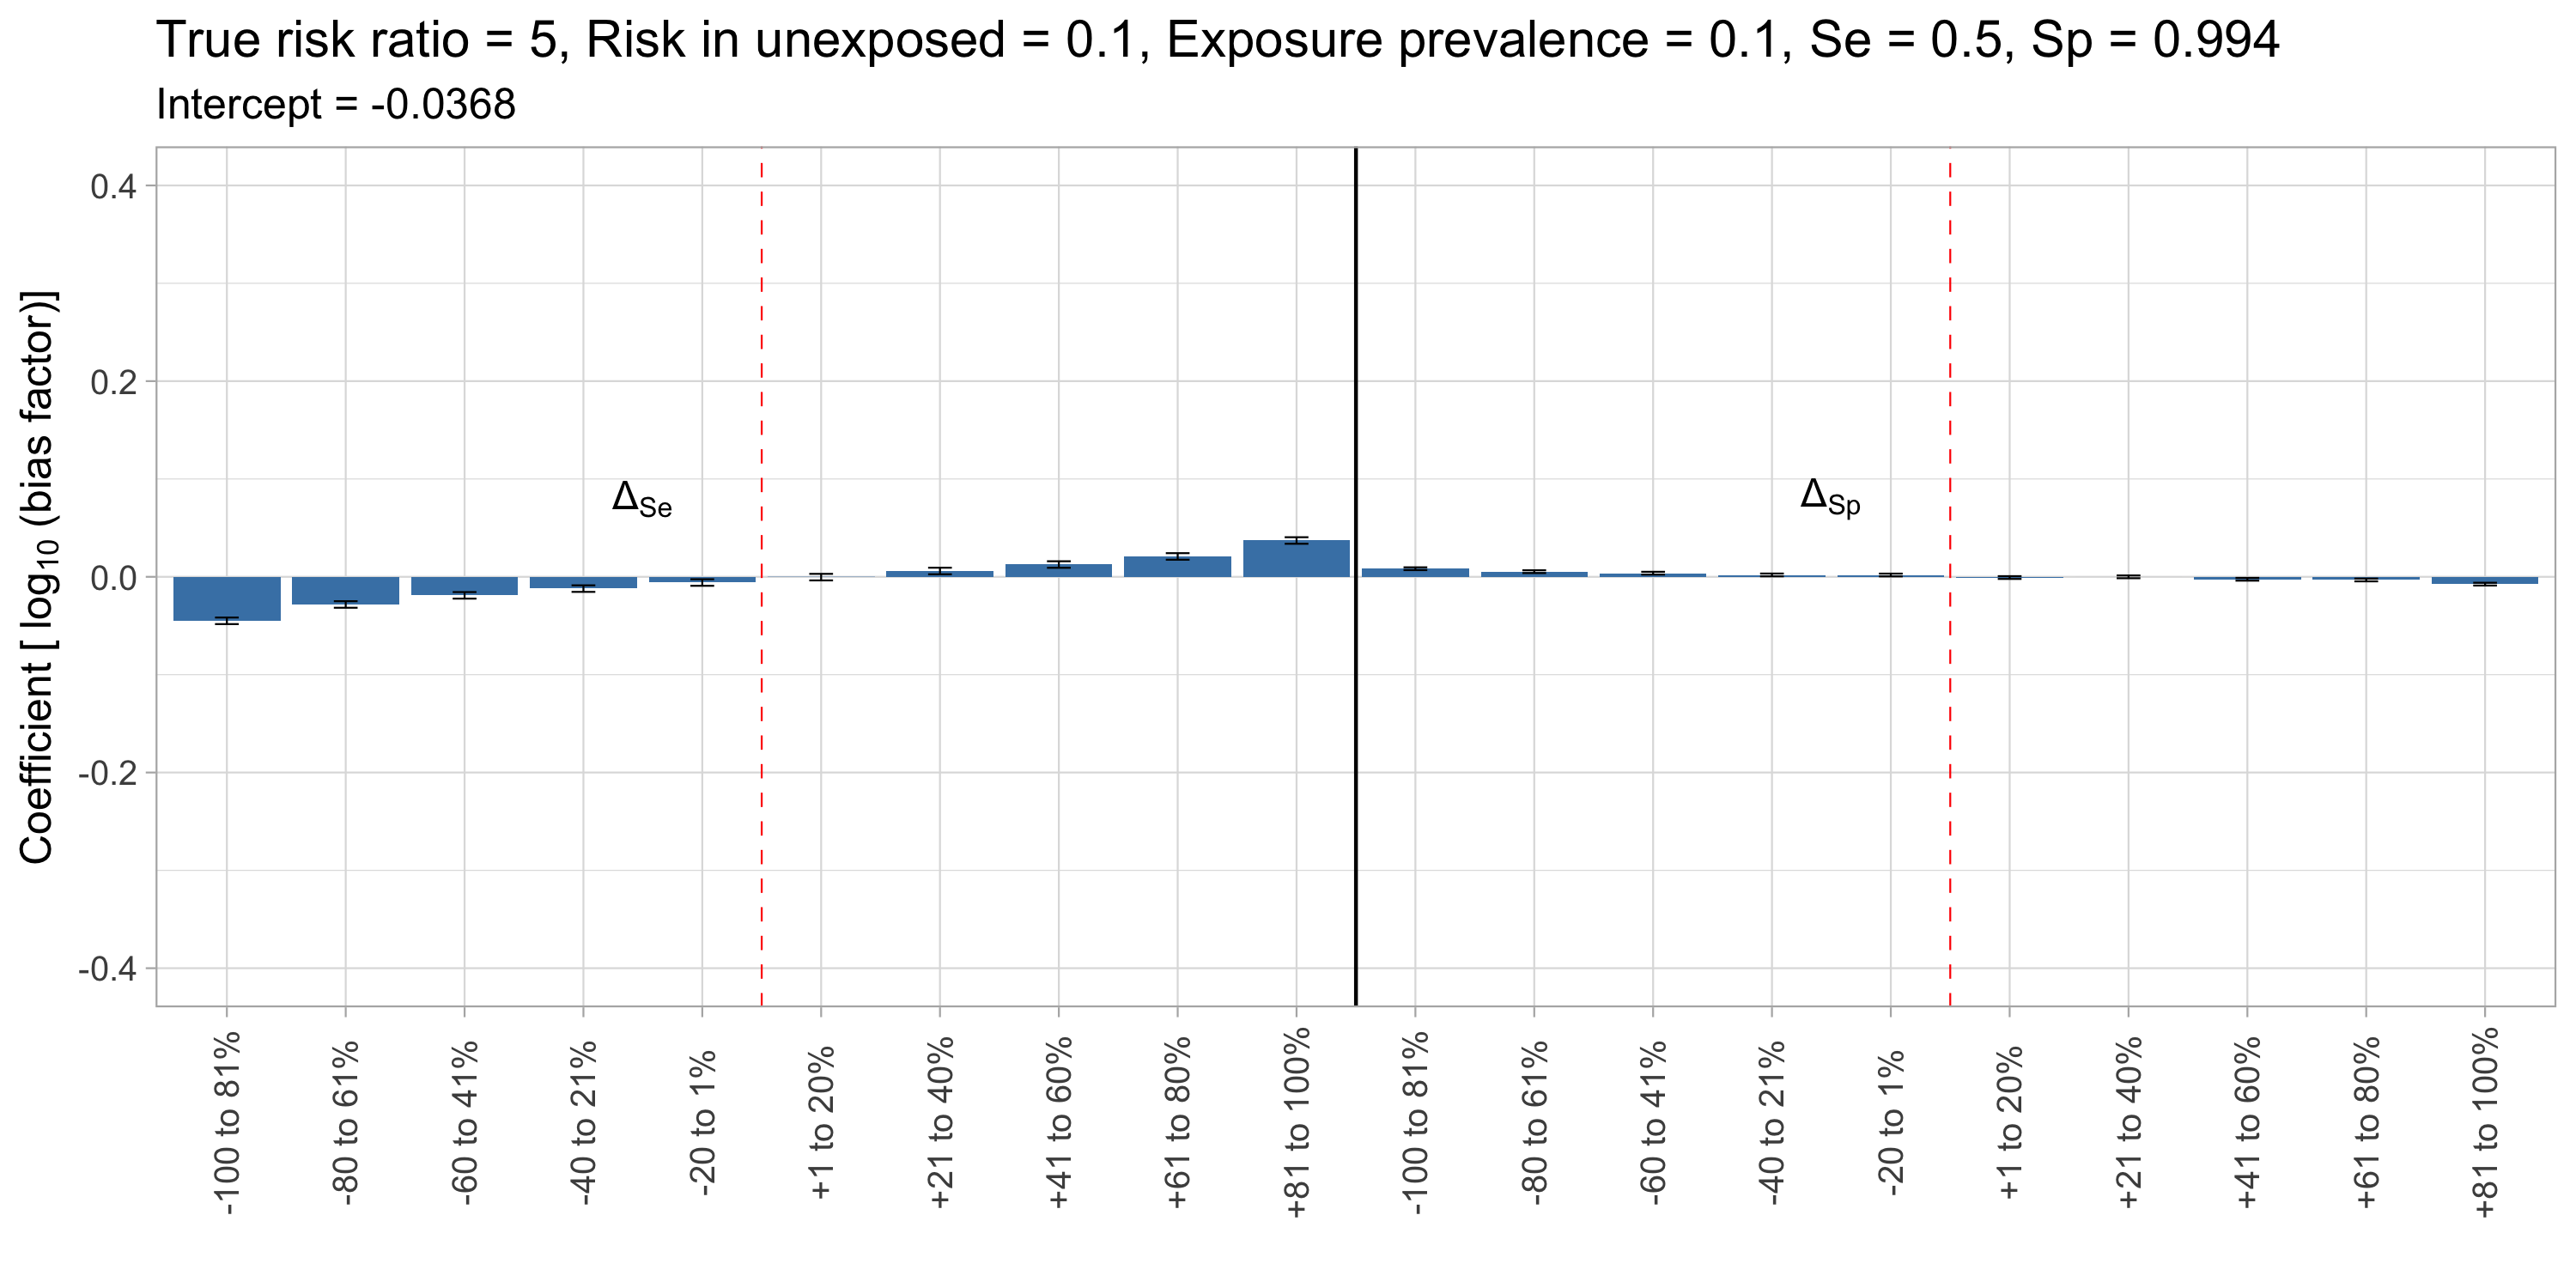 True risk ratio = 5, Risk in unexposed = 0.1, Exposure prevalence = 0.1, Se = 0.5, Sp = 0.994
Intercept = -0.0368
Coefficient [ log10 (bias factor)]
0.4
0.2
0.0
-0.2
-0.4
ΔSe
ΔSp
-100 to 81%
-80 to 61%
-60 to 41%
-40 to 21%
-20 to 1%
+1 to 20%
+21 to 40%
+41 to 60%
+61 to 80%
+81 to 100%
-100 to 81%
-80 to 61%
-60 to 41%
-40 to 21%
-20 to 1%
+1 to 20%
+21 to 40%
+41 to 60%
+61 to 80%
+81 to 100%